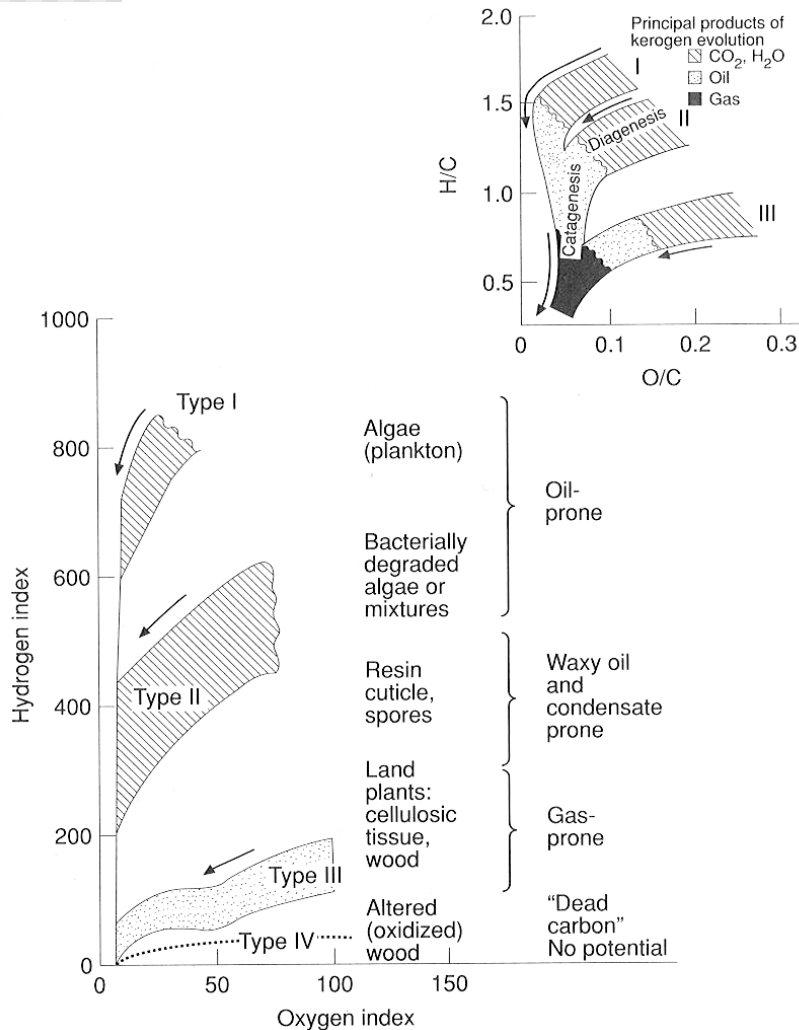 Principal products of
kerogen evolution
CO2, H2O
Oil
Gas
2.0
1.5
1.0
0.5
H/C
I
II
III
Diagenesis
Catagenesis
0
0.1
0.2
0.3
O/C
1000
800
600
400
200
0
Hydrogen index
Type I
Type II
Type III
Type IV
0
50
100
150
Oxygen index
Algae
(plankton)
Bacterially
degraded
algae or
mixtures
Oil-
prone
Resin
cuticle,
spores
Waxy oil
and
condensate
prone
Land
plants:
cellulosic
tissue,
wood
Gas-
prone
Altered
(oxidized)
wood
“Dead
carbon”
No potential